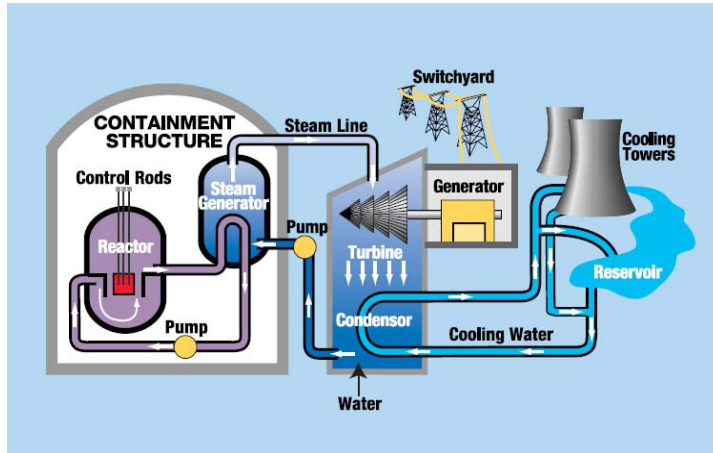 Switchyard
CONTAINMENT
STRUCTURE
Steam Line
Cooling
Towers
Control Rods
Steam
Generator
Generator
Pump
Reactor
Turbine
Reservoir
Pump
Condensor
Cooling Water
Water